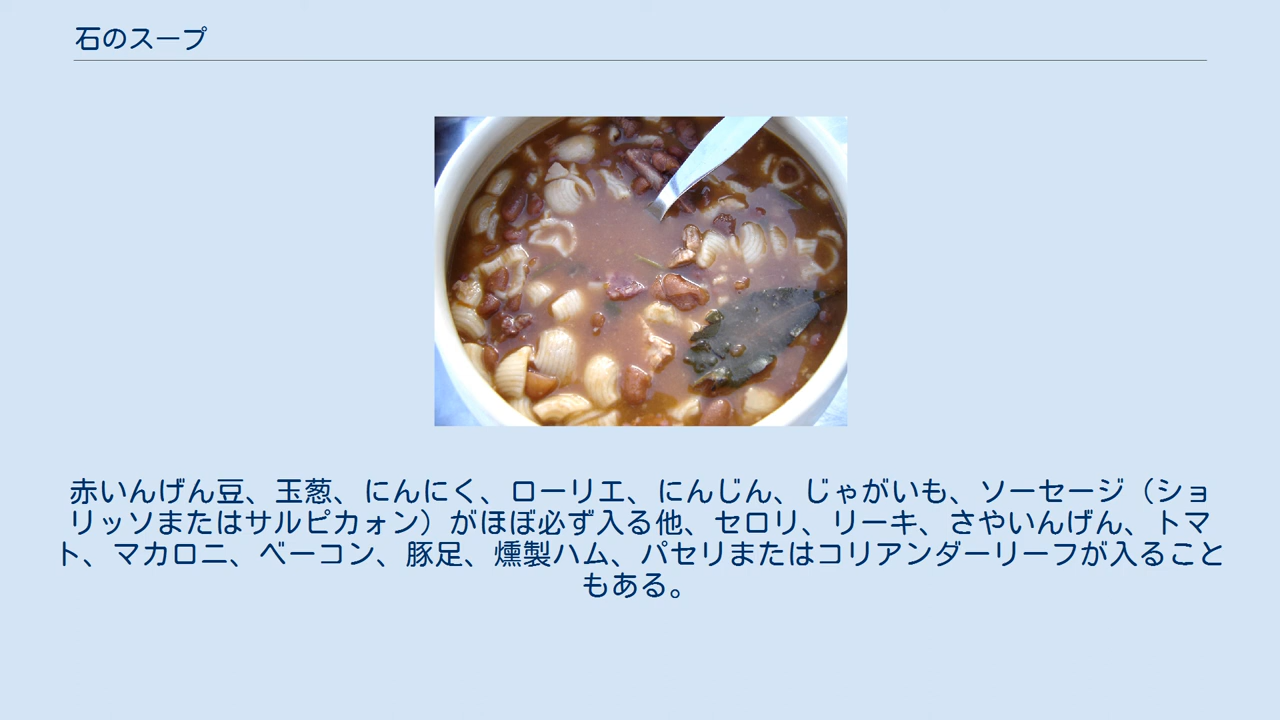 石のスープ
赤いんげん豆、玉葱、にんにく、ローリエ、にんじん、じゃがいも、ソーセージ（ショ
リッソまたはサルピカォン）がほぼ必ず入る他、セロリ、リーキ、さやいんげん、トマ
ト、マカロニ、ベーコン、豚足、燻製ハム、パセリまたはコリアンダーリーフが入ること
もある。